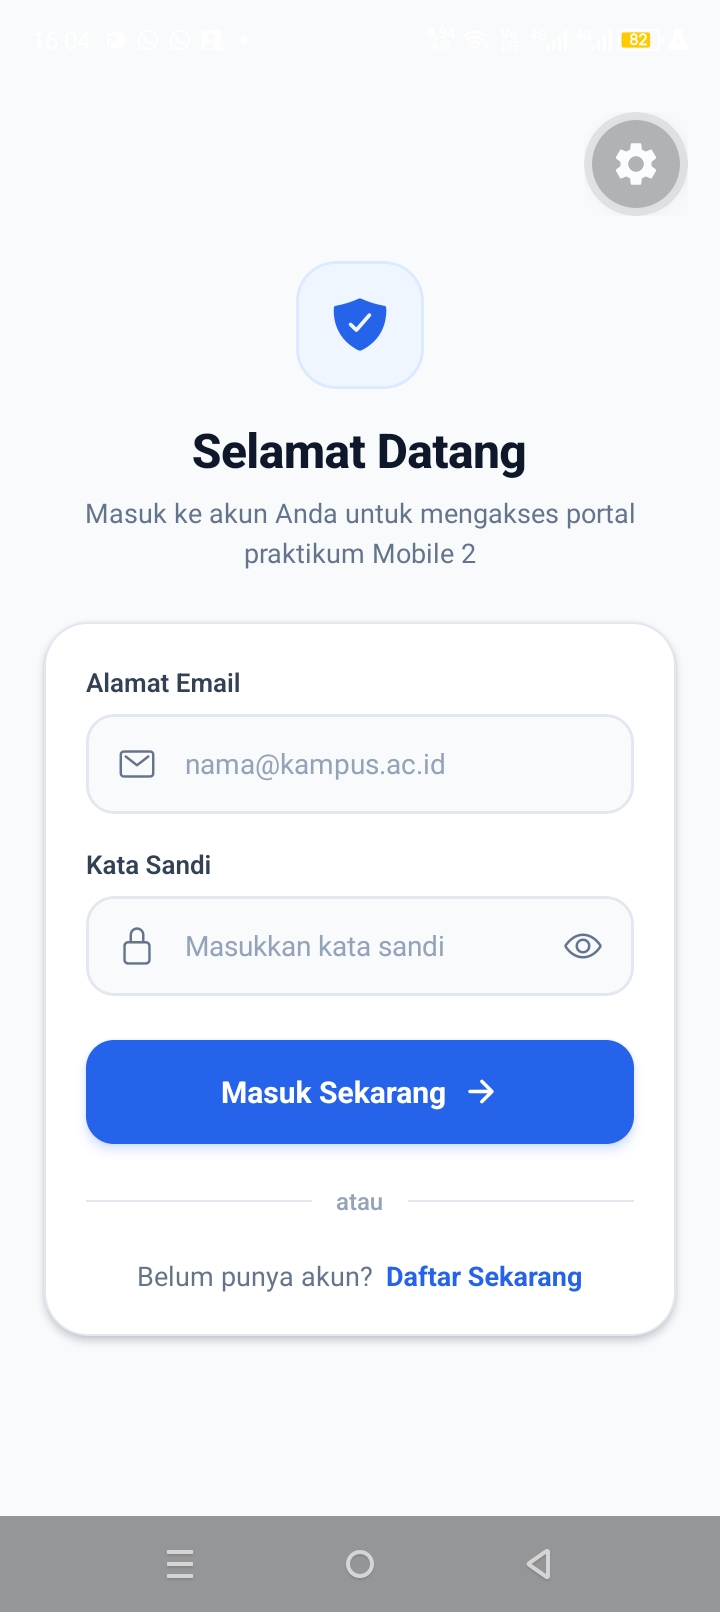 16:04
82
Selamat Datang
Masuk ke akun Anda untuk mengakses portal
praktikum Mobile 2
Alamat Email
nama@kampus.ac.id
Kata Sandi
Masukkan kata sandi
Masuk Sekarang
atau
Belum punya akun? Daftar Sekarang